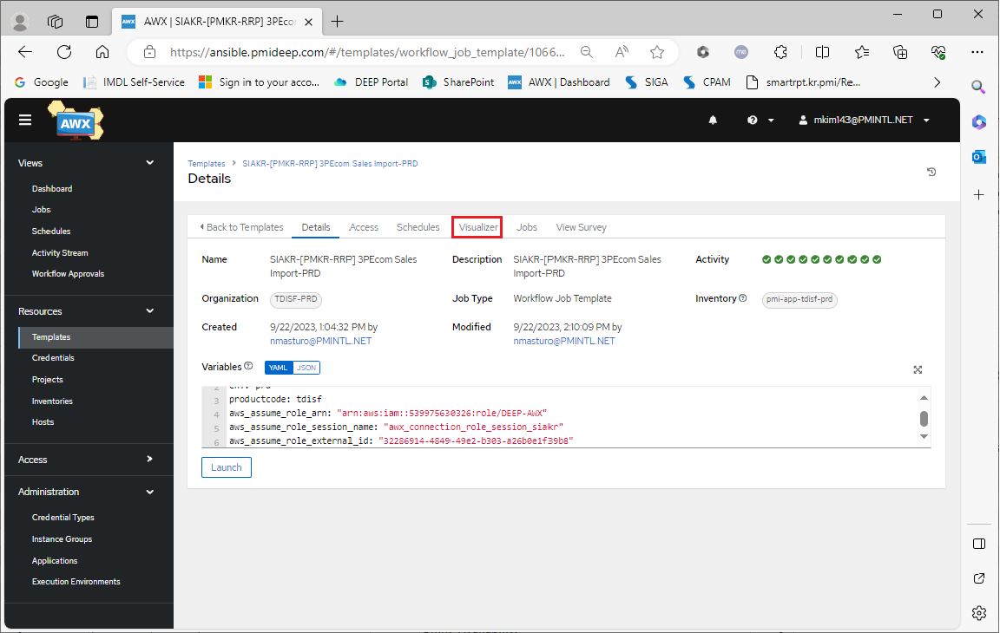 AWX | SIAKR-[PMKR-RRP] 3PEco
https://ansible.pmideep.com/#/templates/workflow_job_template/1066...
Google
IMDL Self-Service
Sign in to your acco...
DEEP Portal
SharePoint
AWX | Dashboard
SIGA
CPAM
smartrpt.kr.pmi/Re...
AWX
mkim143@PMINTL.NET
Views
Dashboard
Jobs
Schedules
Activity Stream
Workflow Approvals
Resources
Templates
Credentials
Projects
Inventories
Hosts
Access
Administration
Credential Types
Instance Groups
Applications
Execution Environments
Templates > SIAKR-[PMKR-RRP] 3PEcom Sales Import-PRD
Details
Back to Templates Details Access Schedules Visualizer Jobs View Survey
Name SIAKR-[PMKR-RRP] 3PEcom Sales Import-PRD
Description SIAKR-[PMKR-RRP] 3PEcom Sales Import-PRD
Activity
Organization TDISF-PRD
Job Type Workflow Job Template
Inventory pmi-app-tdisf-prd
Created 9/22/2023, 1:04:32 PM by nmasturo@PMINTL.NET
Modified 9/22/2023, 2:10:09 PM by nmasturo@PMINTL.NET
Variables YAML JSON
3 productcode: tdisf
4 aws_assume_role_arn: "arn:aws:iam::539975630326:role/DEEP-AWX"
5 aws_assume_role_session_name: "awx_connection_role_session_siakr"
6 aws_assume_role_external_id: "32286914-4849-49e2-b303-a26b0e1f39b8"
Launch